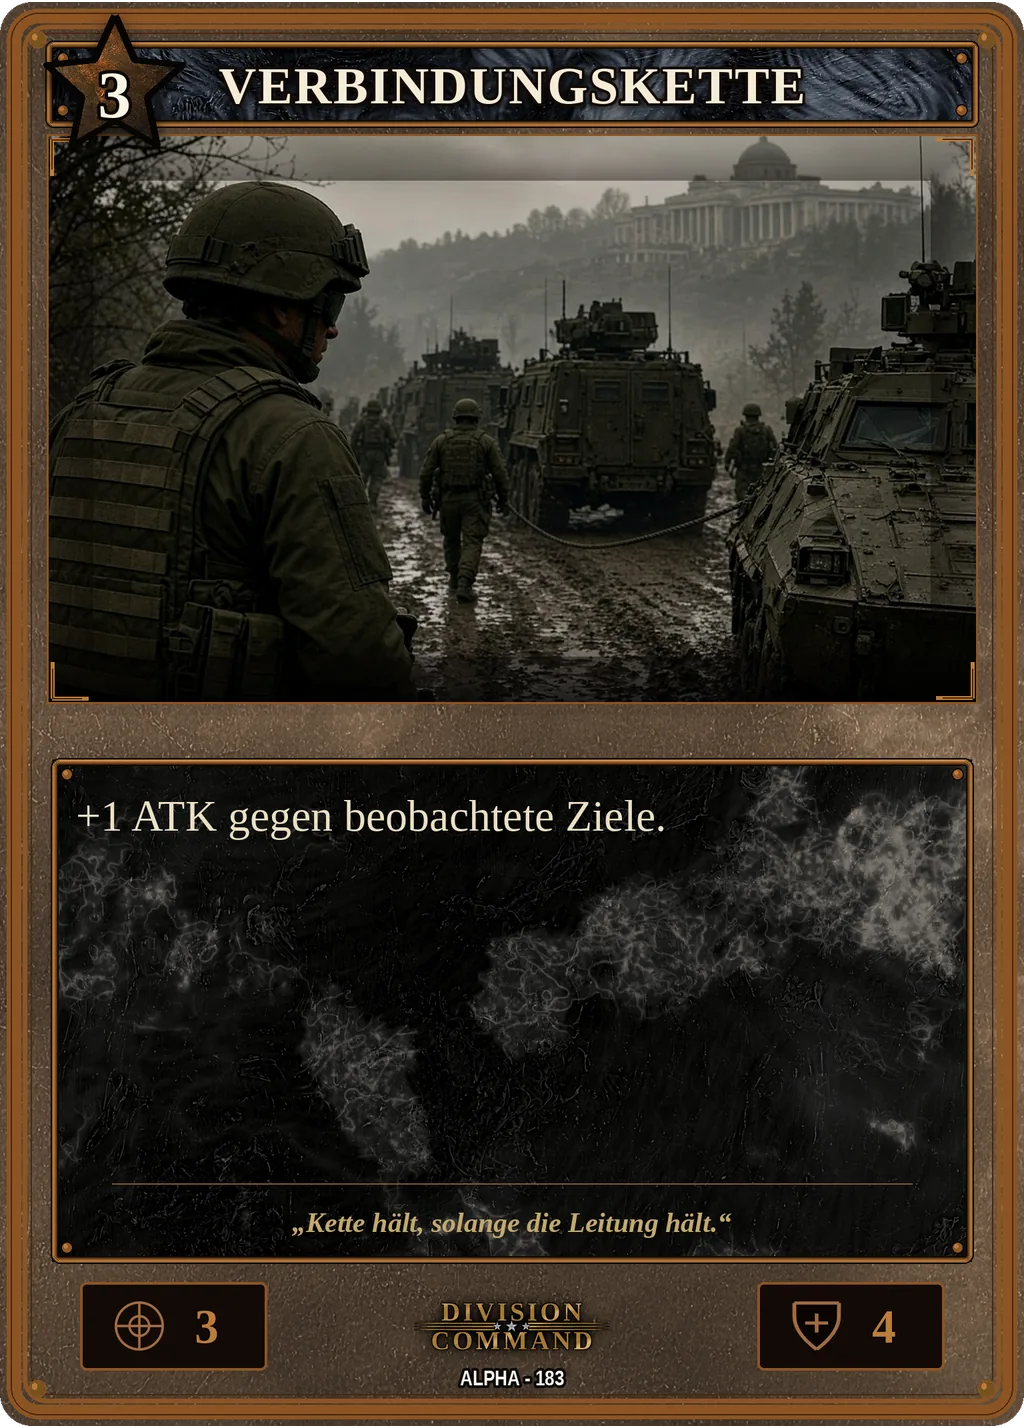 3
VERBINDUNGSKETTE
+1 ATK gegen beobachtete Ziele.
„Kette hält, solange die Leitung hält.“
3
DIVISION
COMMAND
4
ALPHA - 183